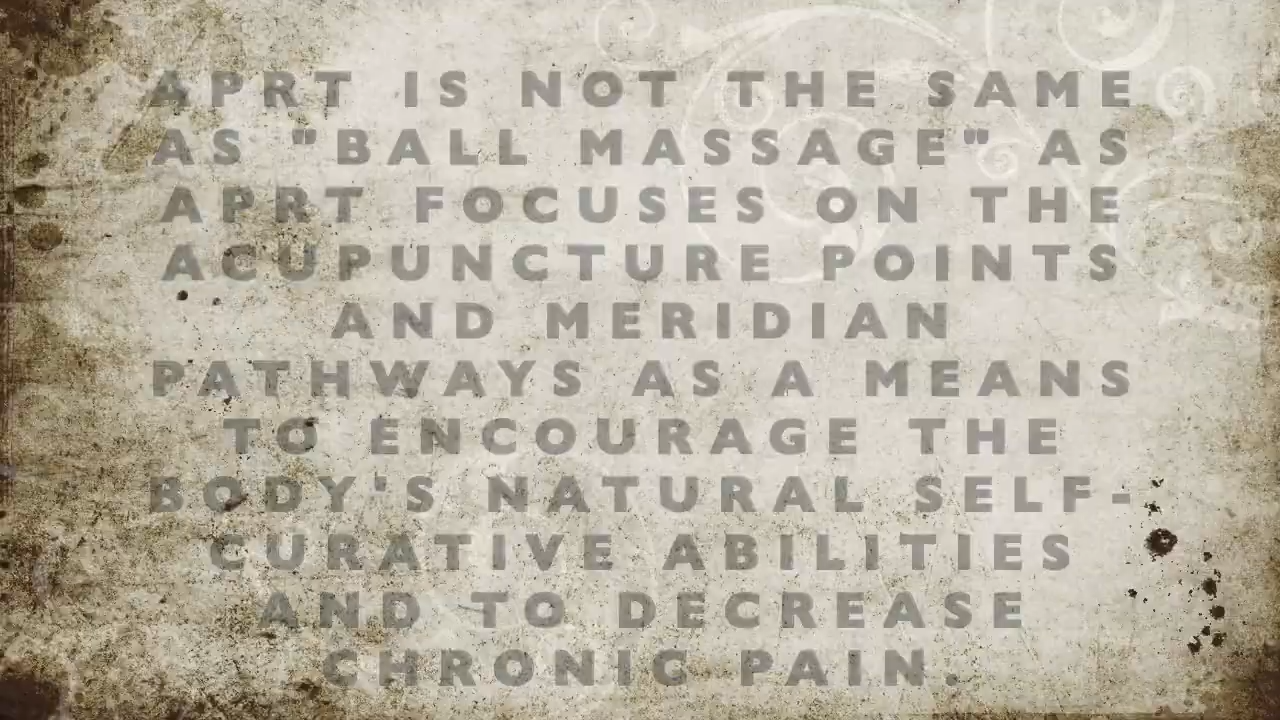 APRT IS NOT THE SAME
AS "BALL MASSAGE" AS
APRT FOCUSES ON THE
ACUPUNCTURE POINTS
AND MERIDIAN
PATHWAYS AS A MEANS
TO ENCOURAGE THE
BODY'S NATURAL SELF-
CURATIVE ABILITIES
AND TO DECREASE
CHRONIC PAIN.